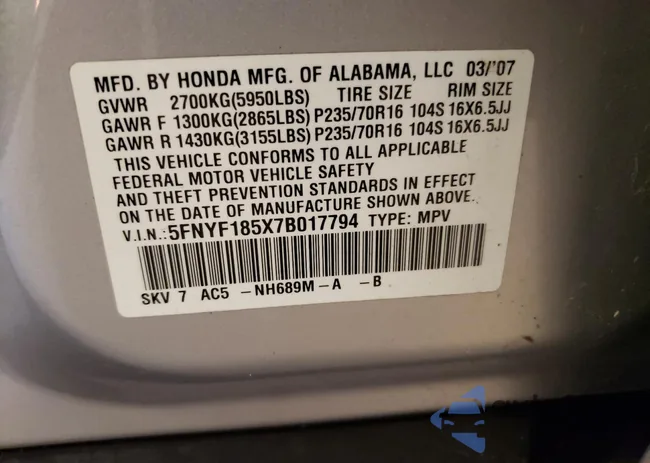 MFD. BY HONDA MFG. OF ALABAMA, LLC 03/'07
GVWR 2700KG(5950LBS) TIRE SIZE RIM SIZE
GAWR F 1300KG(2865LBS) P235/70R16 104S 16X6.5JJ
GAWR R 1430KG(3155LBS) P235/70R16 104S 16X6.5JJ
THIS VEHICLE CONFORMS TO ALL APPLICABLE
FEDERAL MOTOR VEHICLE SAFETY
AND THEFT PREVENTION STANDARDS IN EFFECT
ON THE DATE OF MANUFACTURE SHOWN ABOVE.
V.I.N.:5FNYF185X7B017794 TYPE: MPV
SKV 7 AC5 -NH689M-A -B